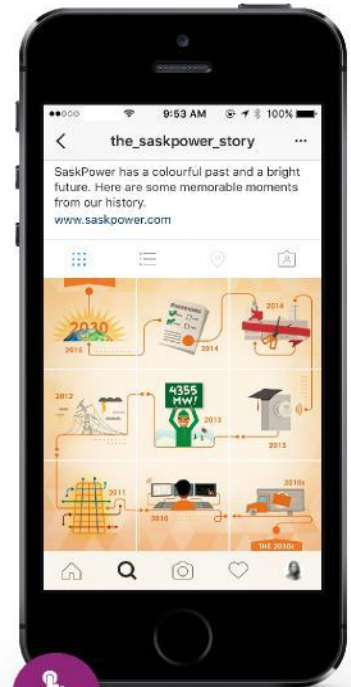 9:53 AM
100%
the_saskpower_story
SaskPower has a colourful past and a bright
future. Here are some memorable moments
from our history.
www.saskpower.com
2030
2015
2014
2014
2012
4355
MW!
2013
2013
2011
2010
2010s
THE 2010s